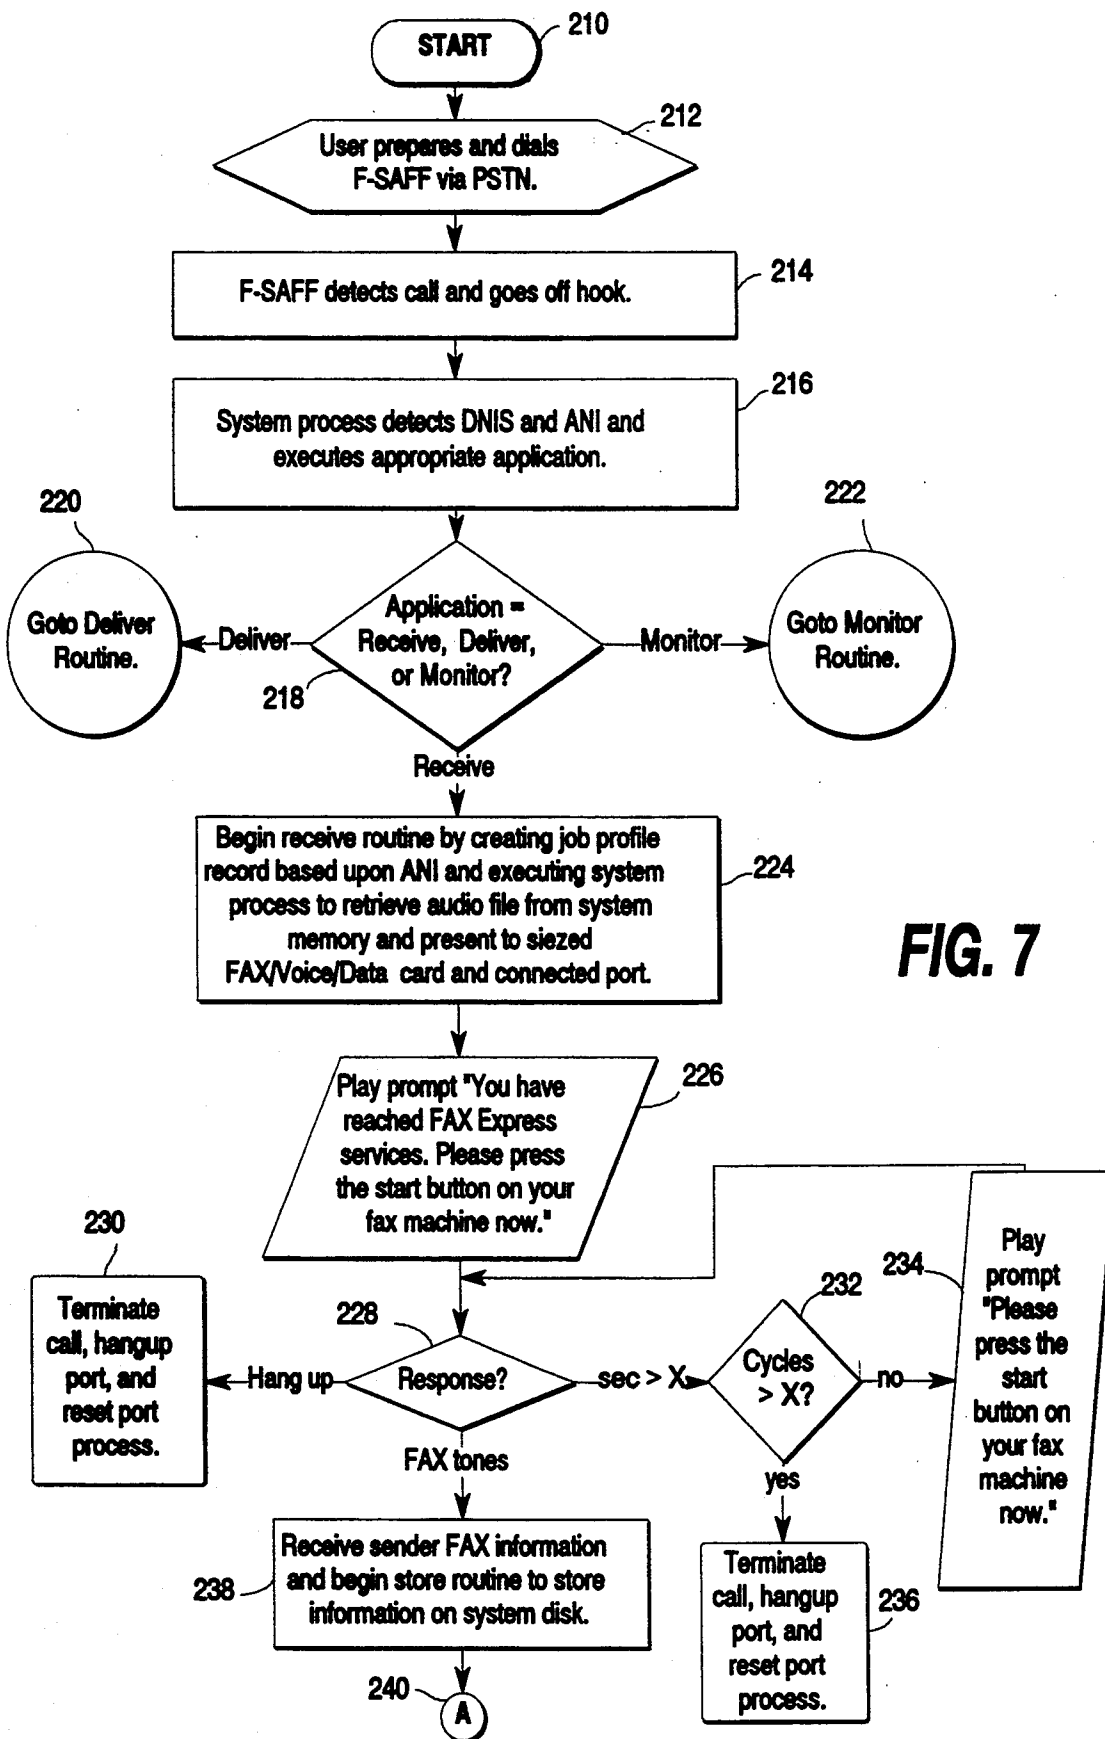 START
210
User prepares and dials
F-SAFF via PSTN.
212
F-SAFF detects call and goes off hook.
214
System process detects DNIS and ANI and
executes appropriate application.
216
220
222
Goto Deliver
Routine.
Deliver
Application =
Receive, Deliver,
or Monitor?
218
Monitor
Goto Monitor
Routine.
Receive
Begin receive routine by creating job profile
record based upon ANI and executing system
process to retrieve audio file from system
memory and present to siezed
FAX/Voice/Data card and connected port.
224
FIG. 7
Play prompt "You have
reached FAX Express
services. Please press
the start button on your
fax machine now."
226
230
Terminate
call, hangup
port, and
reset port
process.
Hang up
228
Response?
sec > X
232
Cycles
> X?
no
234
Play
prompt
"Please
press the
start
button on
your fax
machine
now."
FAX tones
yes
Receive sender FAX information
and begin store routine to store
information on system disk.
238
Terminate
call, hangup
port, and
reset port
process.
236
240
A